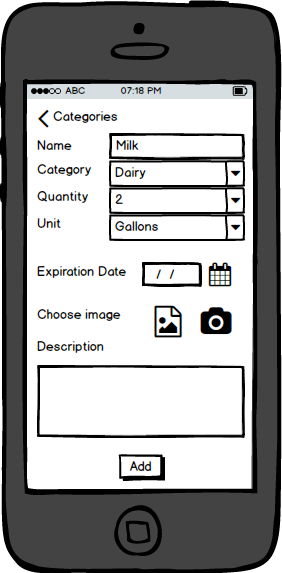 ABC 07:18 PM
Categories
Name Milk
Category Dairy
Quantity 2
Unit Gallons
Expiration Date / /
Choose image
Description
Add